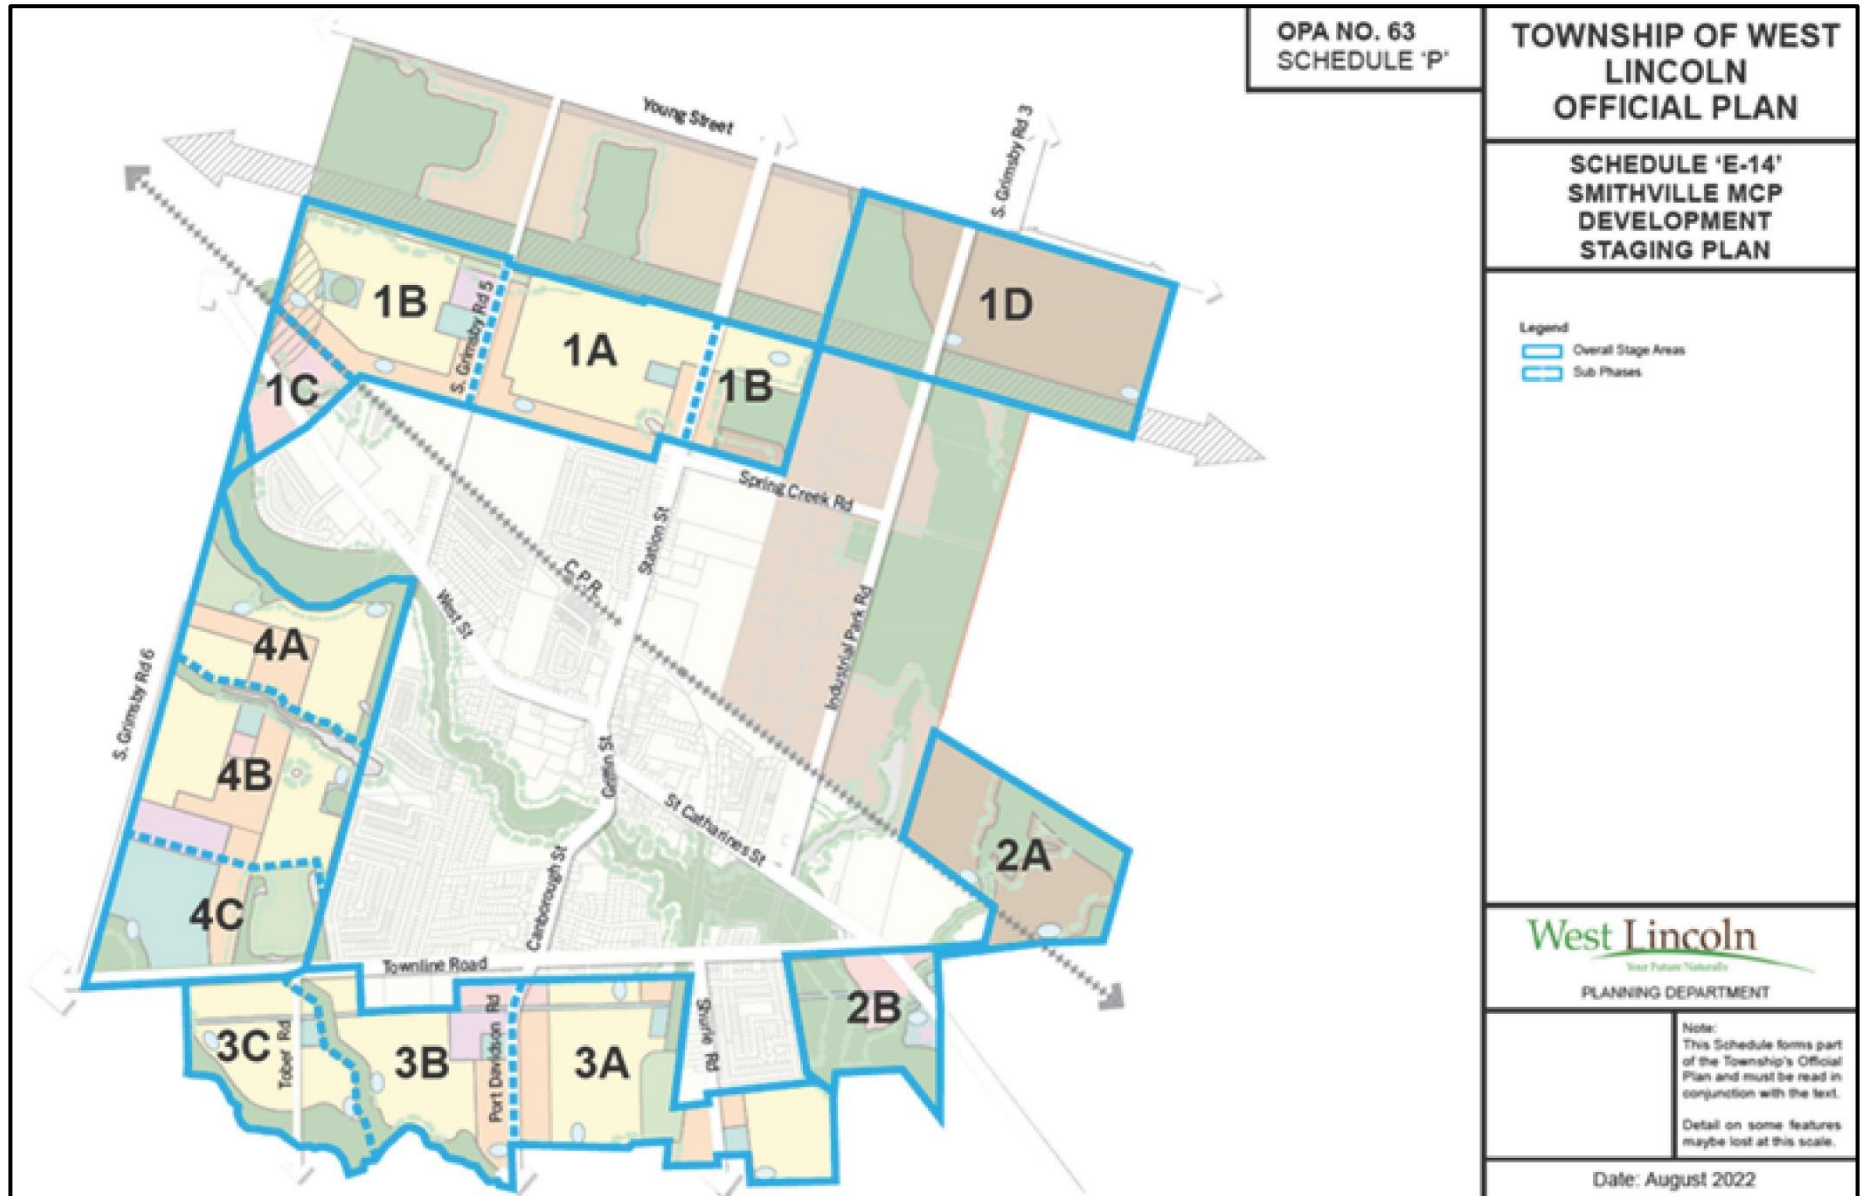 OPA NO. 63
SCHEDULE 'P'
TOWNSHIP OF WEST
LINCOLN
OFFICIAL PLAN
SCHEDULE 'E-14'
SMITHVILLE MCP
DEVELOPMENT
STAGING PLAN
Legend
Overall Stage Areas
Sub Phases
Young Street
S. Grimsby Rd 3
1D
1B
S. Grimsby Rd 5
1A
1B
1C
Spring Creek Rd
Station St
C.P.R.
West St
Industrial Park Rd
4A
S. Grimsby Rd 6
4B
Griffin St
St Catharines St
2A
Canborough St
4C
Townline Road
2B
3C
Tober Rd
3B
Port Davidson Rd
3A
Shurie Rd
West Lincoln
Your Future Naturally
PLANNING DEPARTMENT
Note:
This Schedule forms part
of the Township's Official
Plan and must be read in
conjunction with the text.
Detail on some features
maybe lost at this scale.
Date: August 2022